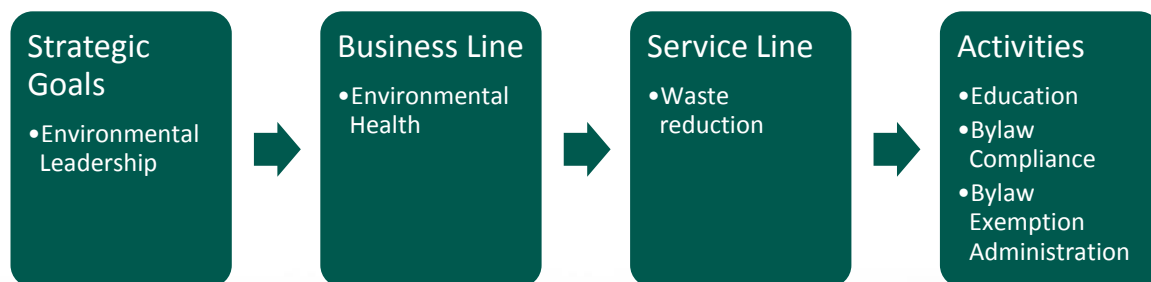 Strategic
Goals
•Environmental
Leadership
Business Line
•Environmental
Health
Service Line
•Waste
reduction
Activities
•Education
•Bylaw
Compliance
•Bylaw
Exemption
Administration